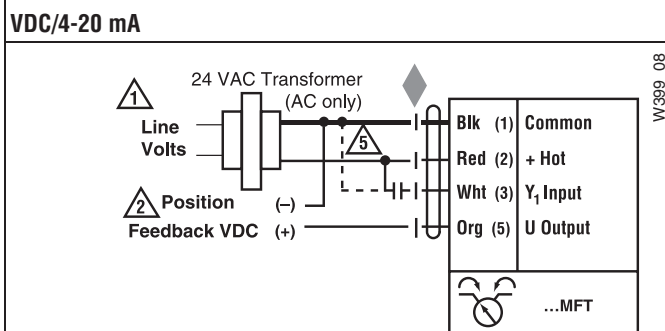 VDC/4-20 mA
W399 08
24 VAC Transformer
(AC only)
1
Line
Volts
5
2 Position (–)
Feedback VDC (+)
Blk (1) Common
Red (2) + Hot
Wht (3) Y1 Input
Org (5) U Output
...MFT